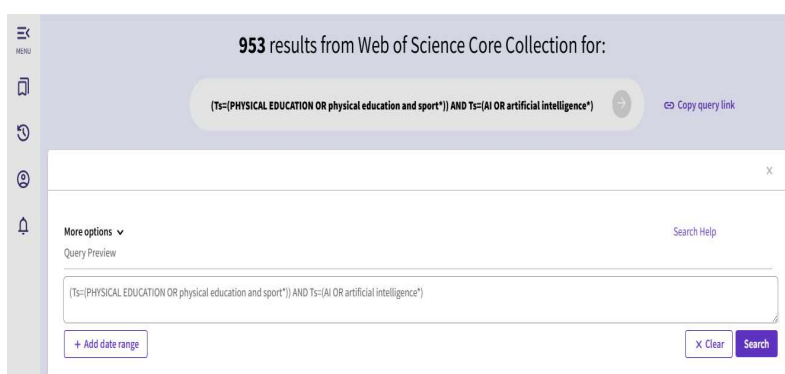 MENU
953 results from Web of Science Core Collection for:
(Ts=(PHYSICAL EDUCATION OR physical education and sport*)) AND Ts=(AI OR artificial intelligence*)
Copy query link
X
More options
Search Help
Query Preview
(Ts=(PHYSICAL EDUCATION OR physical education and sport*)) AND Ts=(AI OR artificial intelligence*)
+ Add date range
X Clear
Search